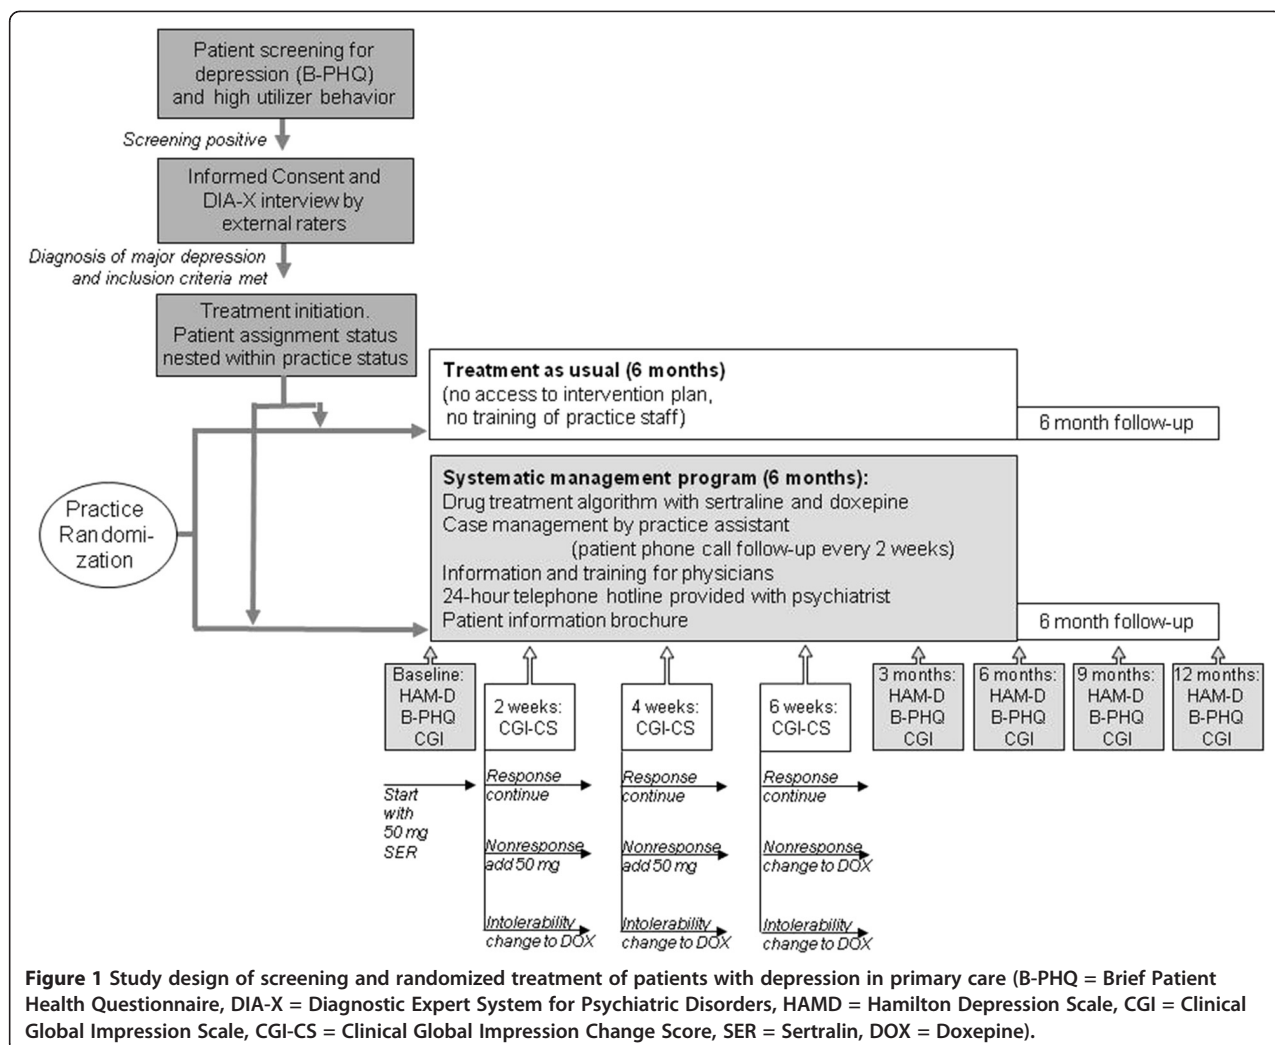 Patient screening for
depression (B-PHQ)
and high utilizer behavior
Screening positive
Informed Consent and
DIA-X interview by
external raters
Diagnosis of major depression
and inclusion criteria met
Treatment initiation.
Patient assignment status
nested within practice status
Treatment as usual (6 months)
(no access to intervention plan,
no training of practice staff)
6 month follow-up
Practice
Randomi-
zation
Systematic management program (6 months):
Drug treatment algorithm with sertraline and doxepine
Case management by practice assistant
(patient phone call follow-up every 2 weeks)
Information and training for physicians
24-hour telephone hotline provided with psychiatrist
Patient information brochure
6 month follow-up
Baseline:
HAM-D
B-PHQ
CGI
2 weeks:
CGI-CS
4 weeks:
CGI-CS
6 weeks:
CGI-CS
3 months:
HAM-D
B-PHQ
CGI
6 months:
HAM-D
B-PHQ
CGI
9 months:
HAM-D
B-PHQ
CGI
12 months:
HAM-D
B-PHQ
CGI
Start
with
50 mg
SER
Response
continue
Nonresponse
add 50 mg
Intolerability
change to DOX
Response
continue
Nonresponse
add 50 mg
Intolerability
change to DOX
Response
continue
Nonresponse
change to DOX
Intolerability
change to DOX
Figure 1 Study design of screening and randomized treatment of patients with depression in primary care (B-PHQ = Brief Patient
Health Questionnaire, DIA-X = Diagnostic Expert System for Psychiatric Disorders, HAMD = Hamilton Depression Scale, CGI = Clinical
Global Impression Scale, CGI-CS = Clinical Global Impression Change Score, SER = Sertralin, DOX = Doxepine).